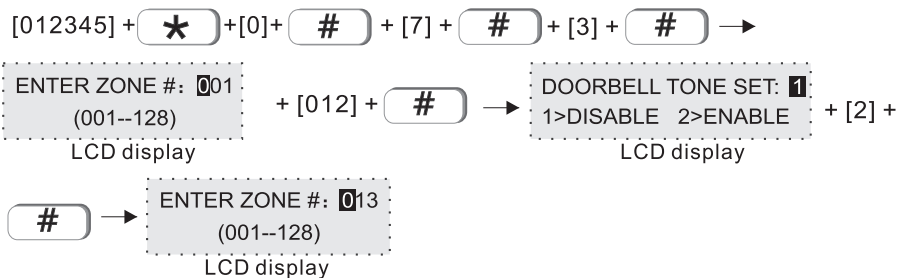 [012345] + * +[0]+ # + [7] + # + [3] + #
ENTER ZONE #: 001
(001--128)
LCD display
+ [012] + #
DOORBELL TONE SET: 1
1>DISABLE 2>ENABLE
LCD display
+ [2] +
#
ENTER ZONE #: 013
(001--128)
LCD display